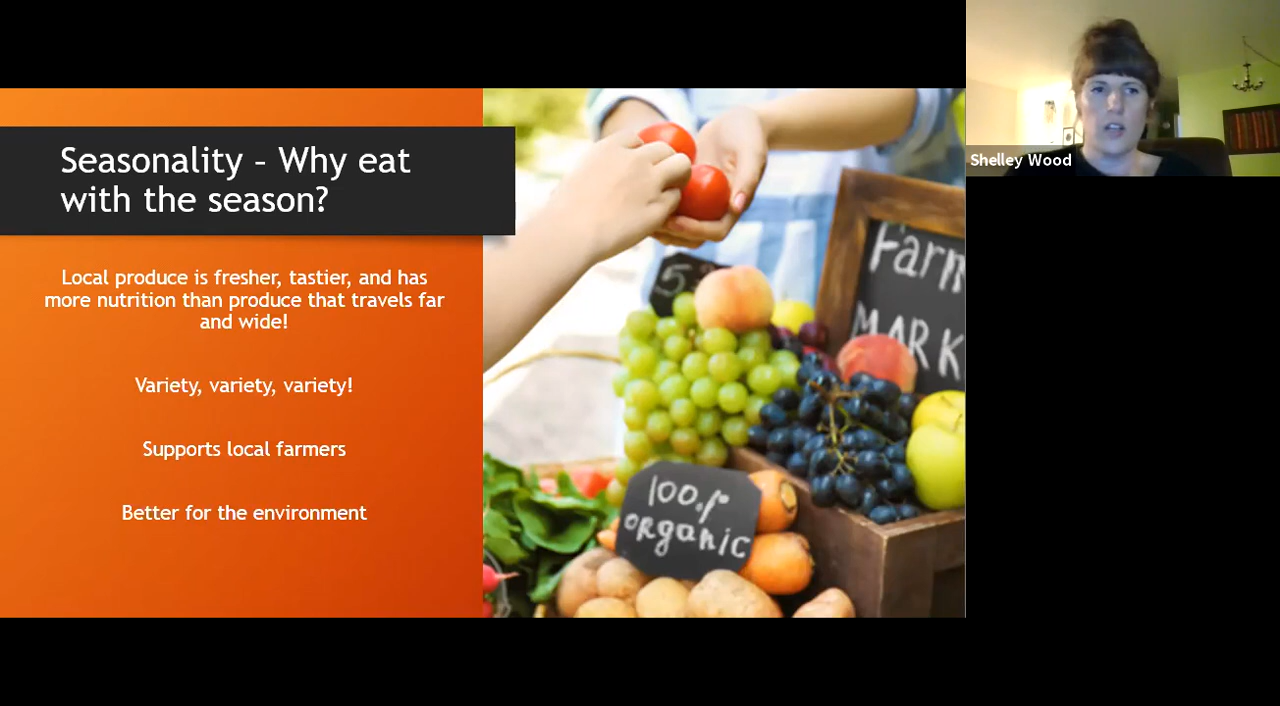 Seasonality – Why eat
with the season?
Local produce is fresher, tastier, and has
more nutrition than produce that travels far
and wide!
Variety, variety, variety!
Supports local farmers
Better for the environment
Farm
MARK
100%
organic
Shelley Wood